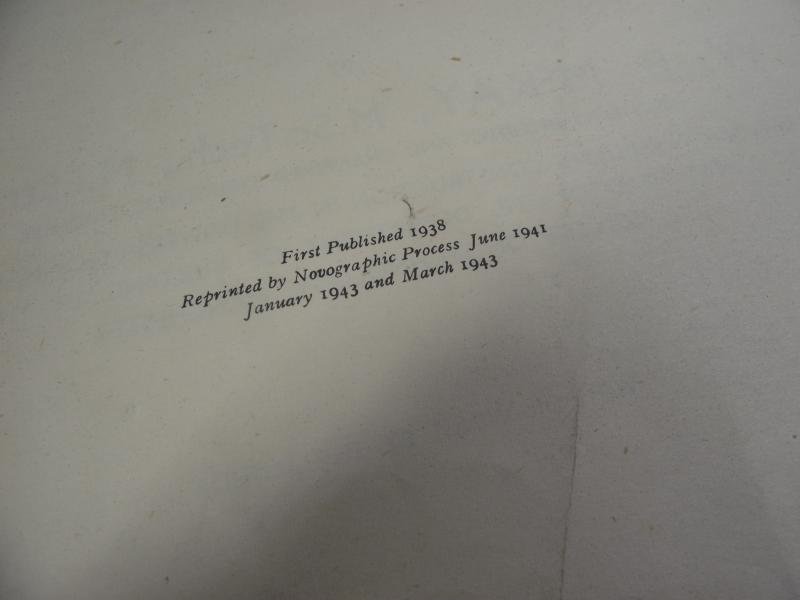 First Published 1938
Reprinted by Novographic Process June 1941
January 1943 and March 1943